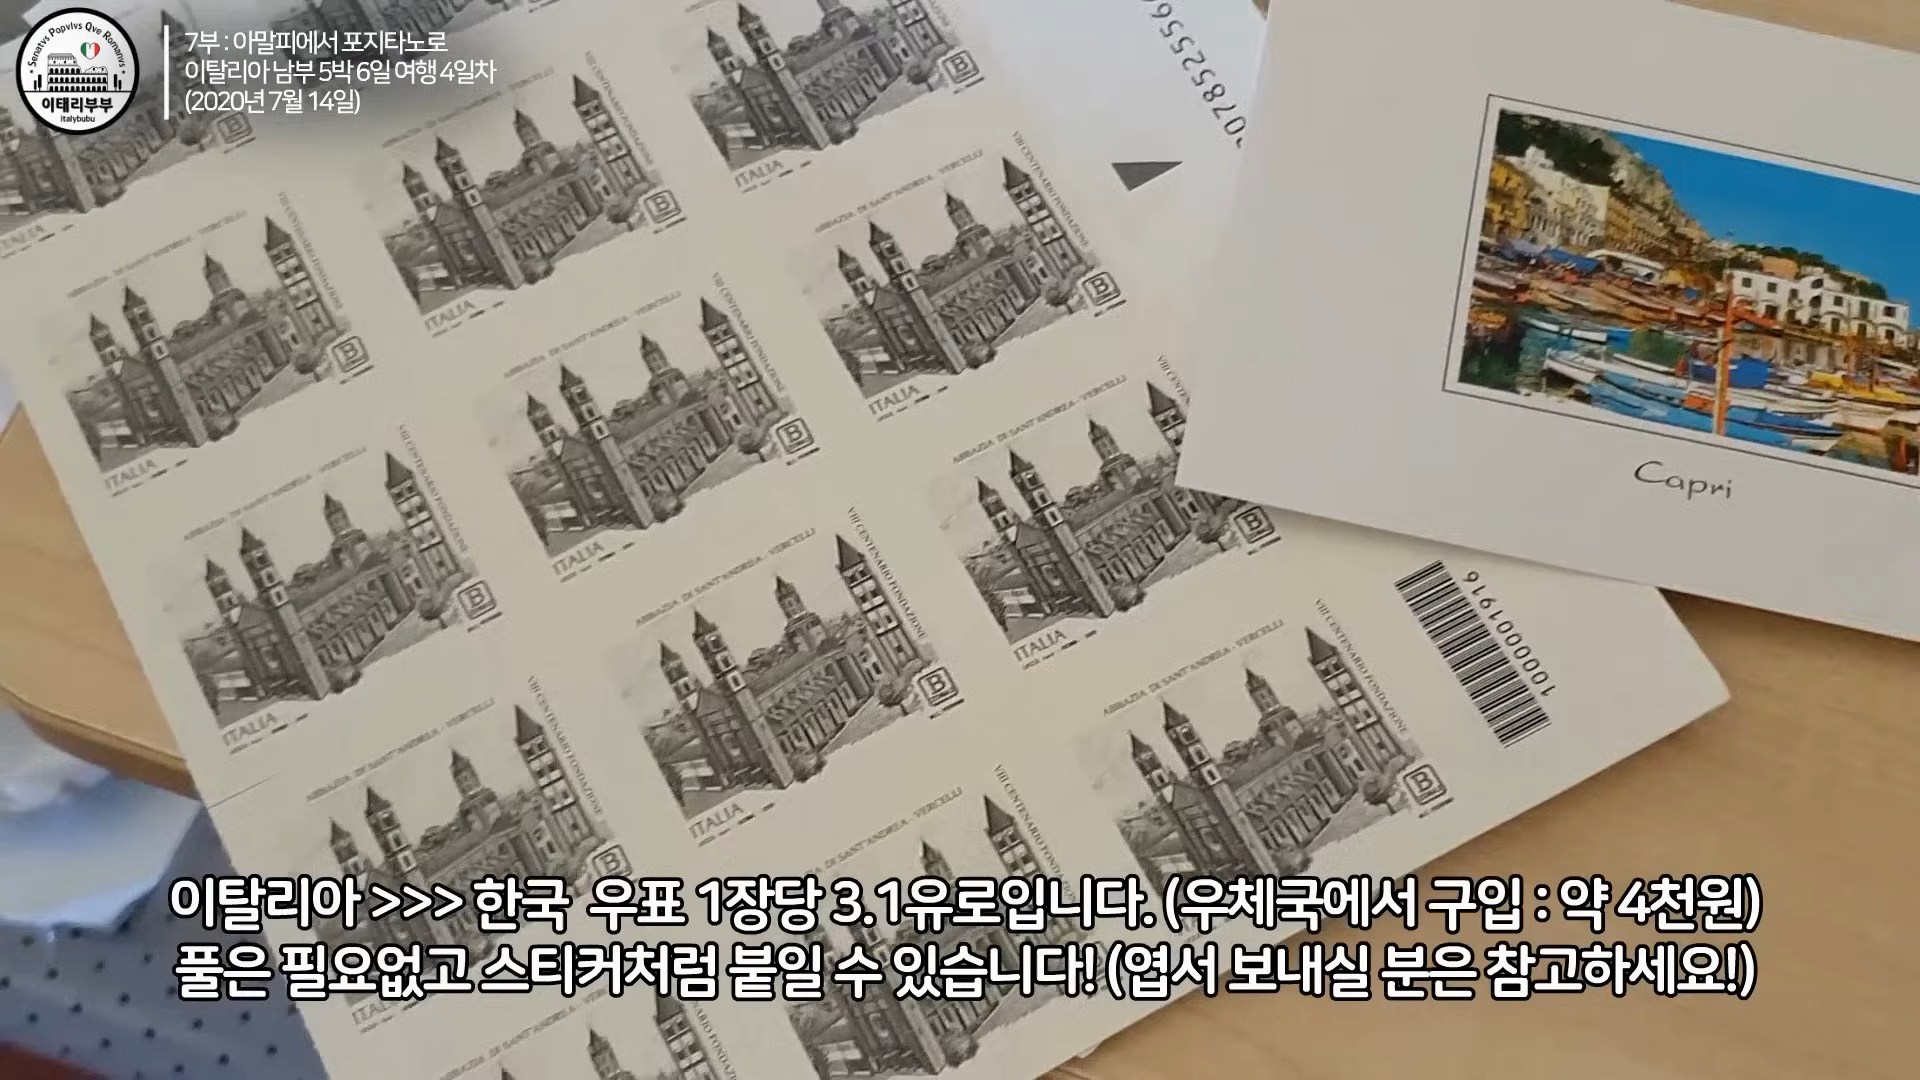 Senatvs Popvlvs Qve Romanvs
이태리부부
italybubu
7부 : 아말피에서 포지타노로
이탈리아 남부 5박 6일 여행 4일차
(2020년 7월 14일)
Capri
1000001916
ABBAZIA DI SANT'ANDREA - VERCELLI
VIII CENTENARIO FONDAZIONE
ITALIA
B
이탈리아 >>> 한국 우표 1장당 3.1유로입니다. (우체국에서 구입 : 약 4천원)
풀은 필요없고 스티커처럼 붙일 수 있습니다! (엽서 보내실 분은 참고하세요!)